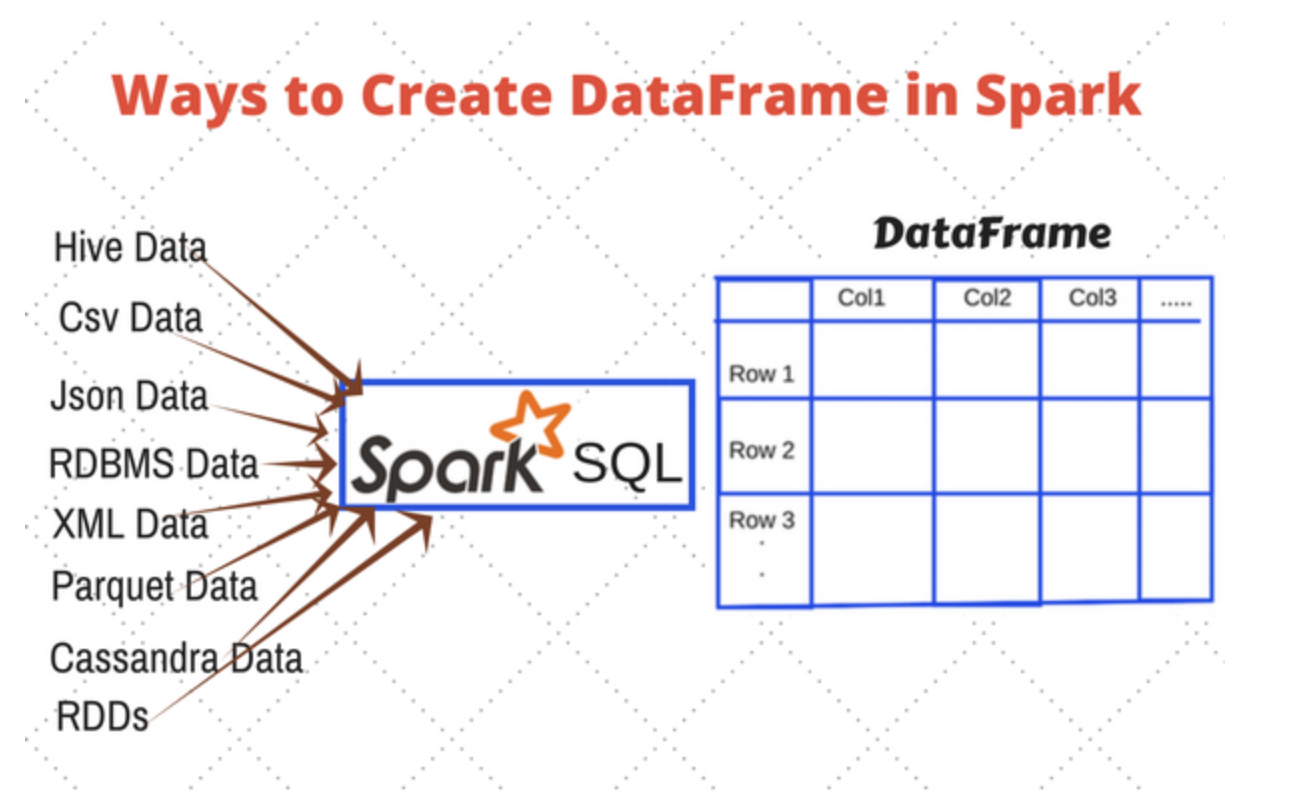 Ways to Create DataFrame in Spark
Hive Data
Csv Data
Json Data
RDBMS Data
XML Data
Parquet Data
Cassandra Data
RDDs
Spark SQL
DataFrame
Col1 Col2 Col3 .....
Row 1
Row 2
Row 3
.
.